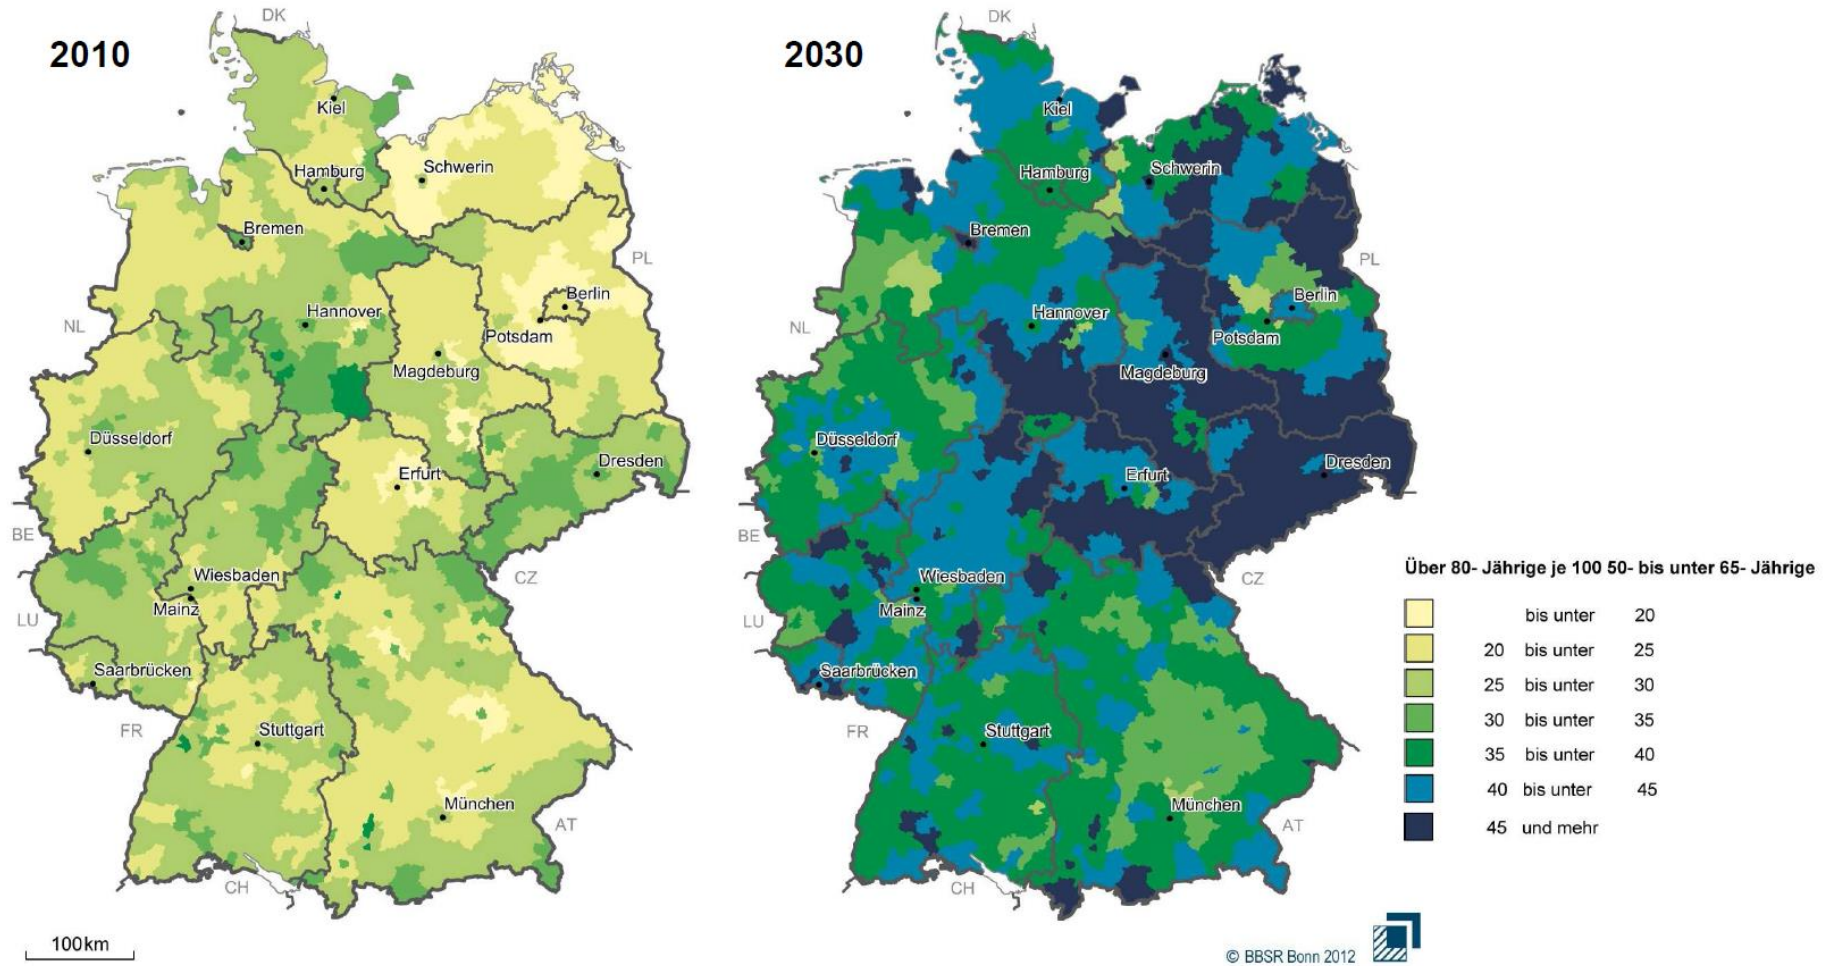 2010
DK
Kiel
Hamburg
Schwerin
Bremen
PL
Berlin
Hannover
NL
Potsdam
Magdeburg
Düsseldorf
Dresden
Erfurt
BE
Wiesbaden
CZ
Mainz
LU
Saarbrücken
FR
Stuttgart
München
AT
CH
100km
2030
DK
Kiel
Hamburg
Schwerin
Bremen
PL
Berlin
Hannover
NL
Potsdam
Magdeburg
Düsseldorf
Dresden
Erfurt
BE
Wiesbaden
CZ
Mainz
LU
Saarbrücken
FR
Stuttgart
München
AT
CH
Über 80- Jährige je 100 50- bis unter 65- Jährige
bis unter 20
20 bis unter 25
25 bis unter 30
30 bis unter 35
35 bis unter 40
40 bis unter 45
45 und mehr
© BBSR Bonn 2012